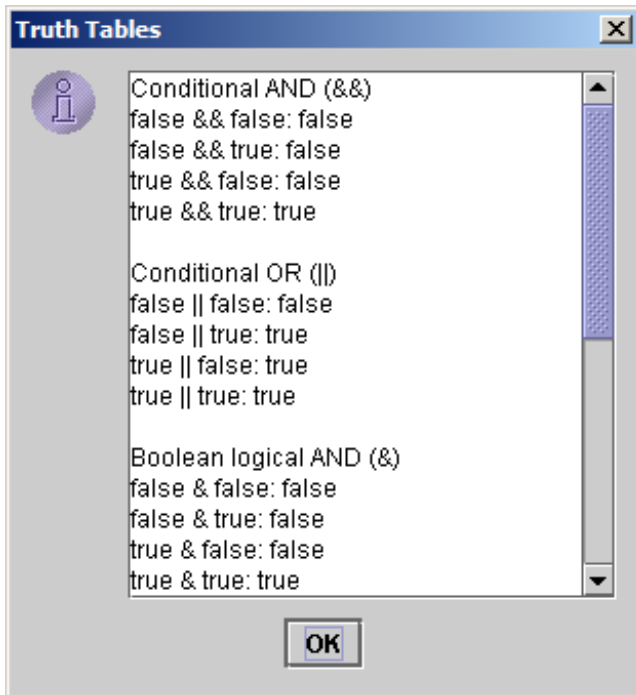 Truth Tables
Conditional AND (&&)
false && false: false
false && true: false
true && false: false
true && true: true
Conditional OR (||)
false || false: false
false || true: true
true || false: true
true || true: true
Boolean logical AND (&)
false & false: false
false & true: false
true & false: false
true & true: true
OK